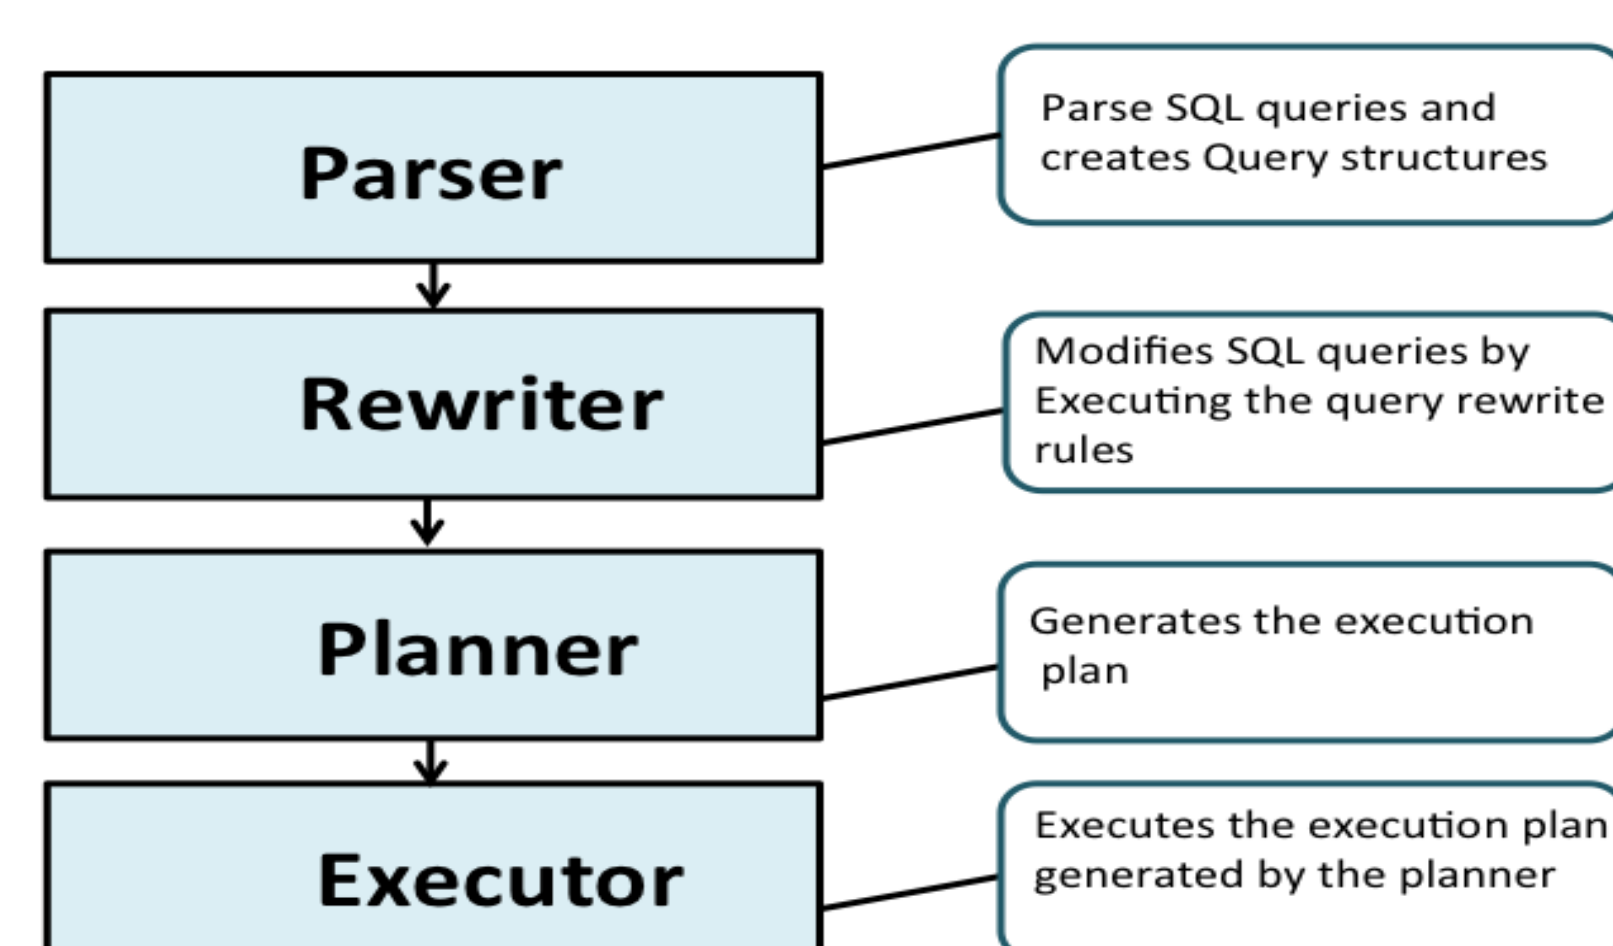 Parser
Parse SQL queries and
creates Query structures
Rewriter
Modifies SQL queries by
Executing the query rewrite
rules
Planner
Generates the execution
plan
Executor
Executes the execution plan
generated by the planner